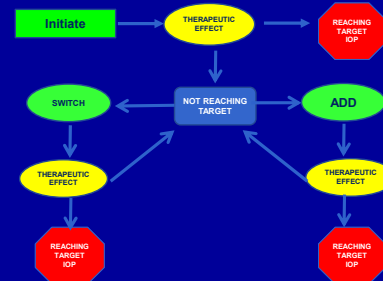 Initiate
THERAPEUTIC
EFFECT
REACHING
TARGET
IOP
SWITCH
NOT REACHING
TARGET
ADD
THERAPEUTIC
EFFECT
THERAPEUTIC
EFFECT
REACHING
TARGET
IOP
REACHING
TARGET
IOP